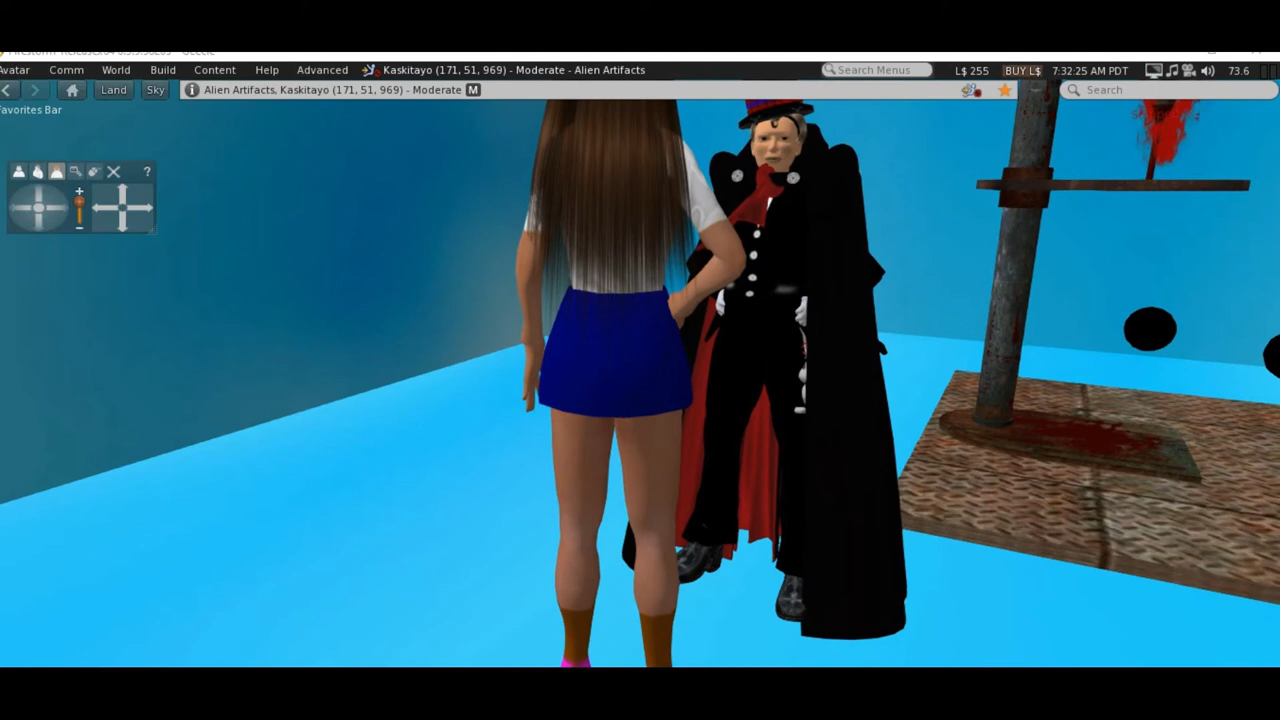 Avatar Comm World Build Content Help Advanced Kaskitayo (171, 51, 969) - Moderate - Alien Artifacts Search Menus L$ 255 BUY L$ 7:32:25 AM PDT 73.6
Land Sky Alien Artifacts, Kaskitayo (171, 51, 969) - Moderate M Search
Favorites Bar
+ ?
-